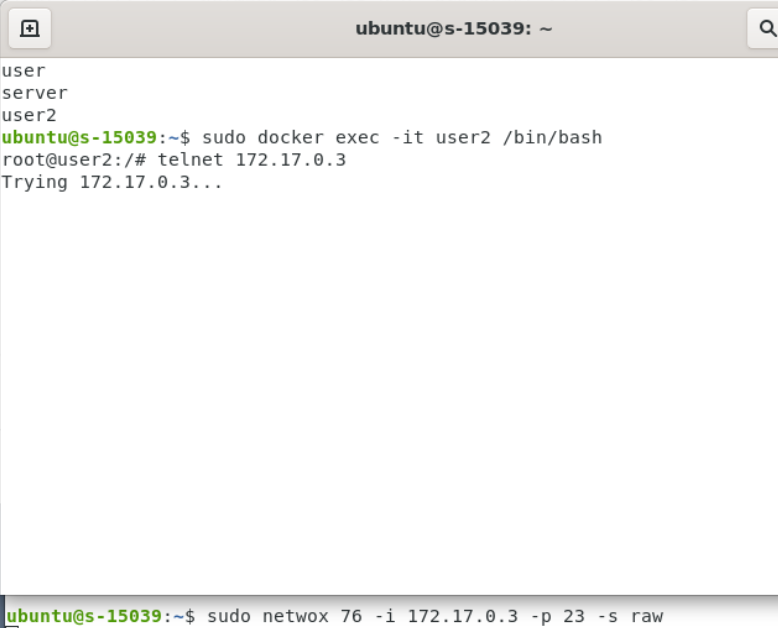 ubuntu@s-15039: ~
user
server
user2
ubuntu@s-15039:~$ sudo docker exec -it user2 /bin/bash
root@user2:/# telnet 172.17.0.3
Trying 172.17.0.3...
ubuntu@s-15039:~$ sudo netwox 76 -i 172.17.0.3 -p 23 -s raw